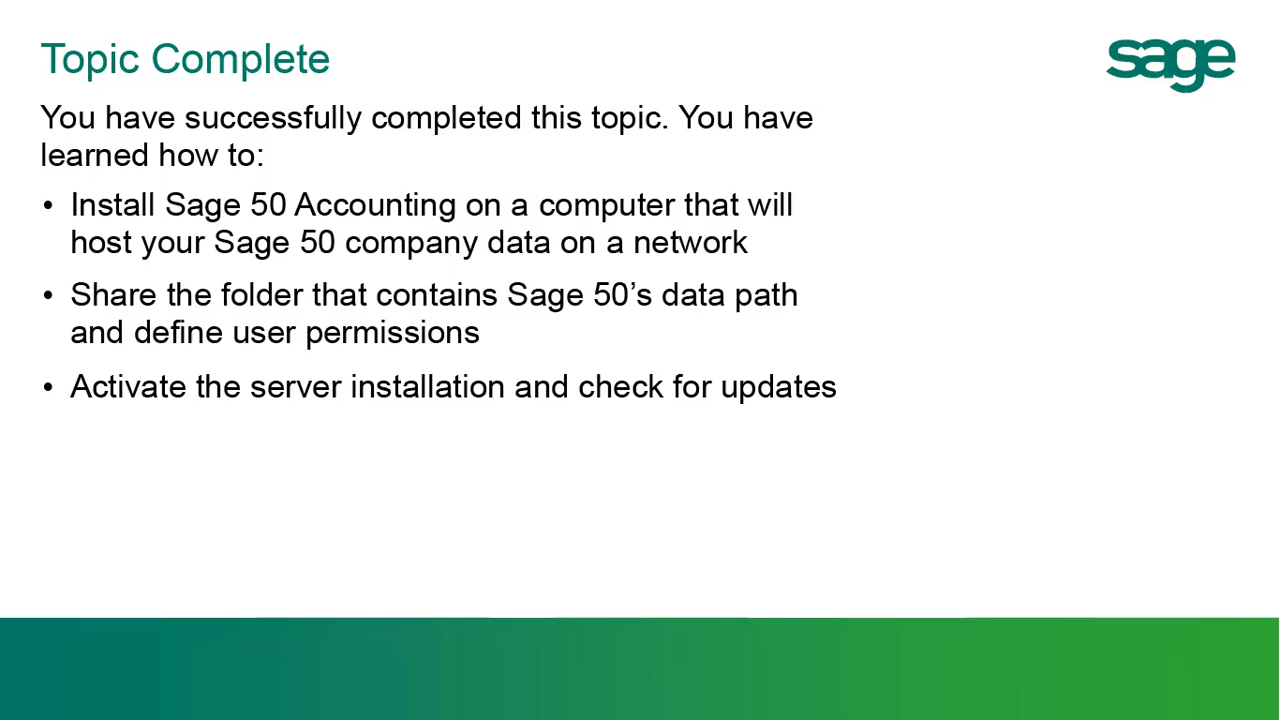 Topic Complete
sage
You have successfully completed this topic. You have
learned how to:
• Install Sage 50 Accounting on a computer that will
host your Sage 50 company data on a network
• Share the folder that contains Sage 50’s data path
and define user permissions
• Activate the server installation and check for updates